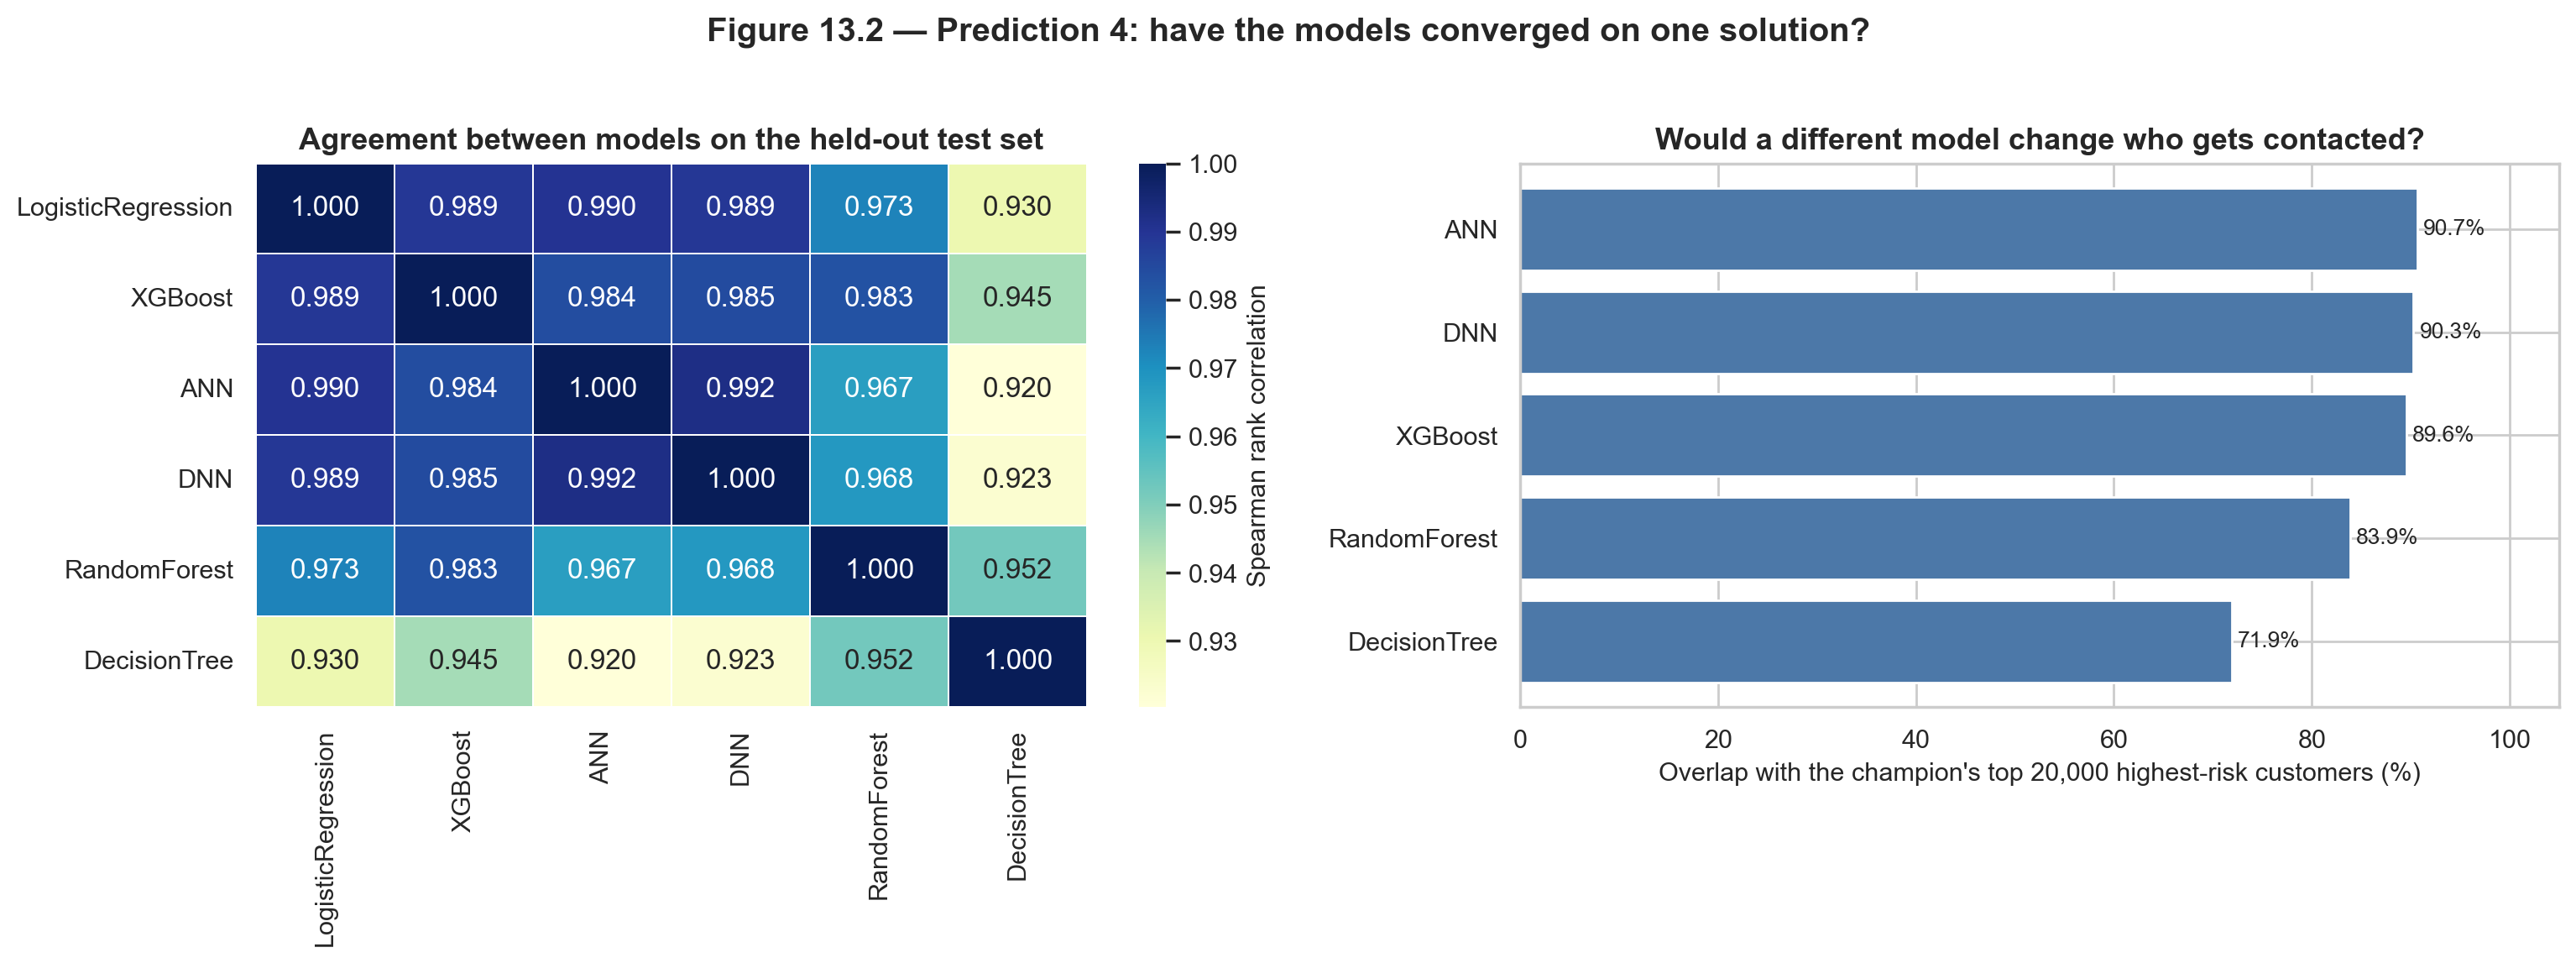 Figure 13.2 — Prediction 4: have the models converged on one solution?
Agreement between models on the held-out test set
LogisticRegression 1.000 0.989 0.990 0.989 0.973 0.930
XGBoost 0.989 1.000 0.984 0.985 0.983 0.945
ANN 0.990 0.984 1.000 0.992 0.967 0.920
DNN 0.989 0.985 0.992 1.000 0.968 0.923
RandomForest 0.973 0.983 0.967 0.968 1.000 0.952
DecisionTree 0.930 0.945 0.920 0.923 0.952 1.000
LogisticRegression
XGBoost
ANN
DNN
RandomForest
DecisionTree
1.00
0.99
0.98
0.97
0.96
0.95
0.94
0.93
Spearman rank correlation
Would a different model change who gets contacted?
ANN 90.7%
DNN 90.3%
XGBoost 89.6%
RandomForest 83.9%
DecisionTree 71.9%
0 20 40 60 80 100
Overlap with the champion's top 20,000 highest-risk customers (%)